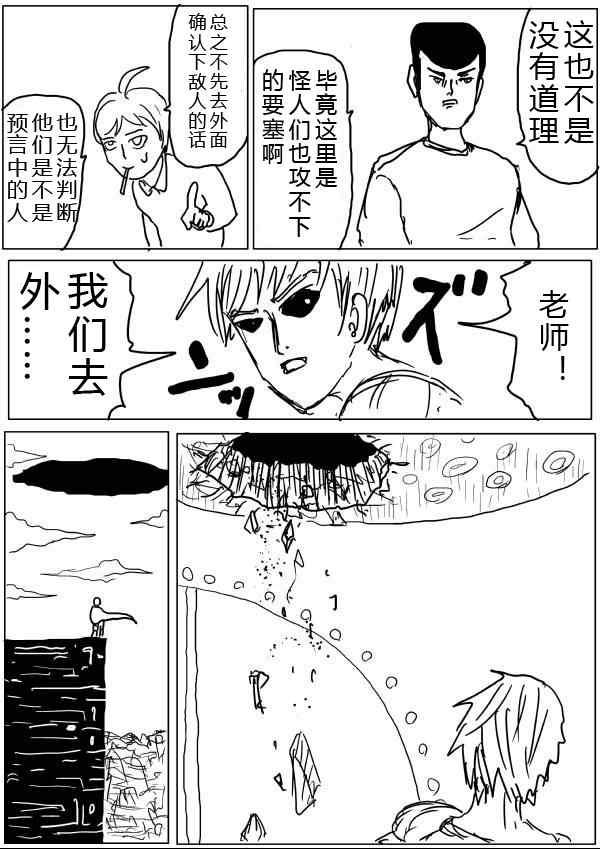 这也不是
没有道理
毕竟这里是
怪人们也攻不下
的要塞啊
总之不先去外面
确认下敌人的话
也无法判断
他们是不是
预言中的人
老师！
ズーッ
我们去
外……